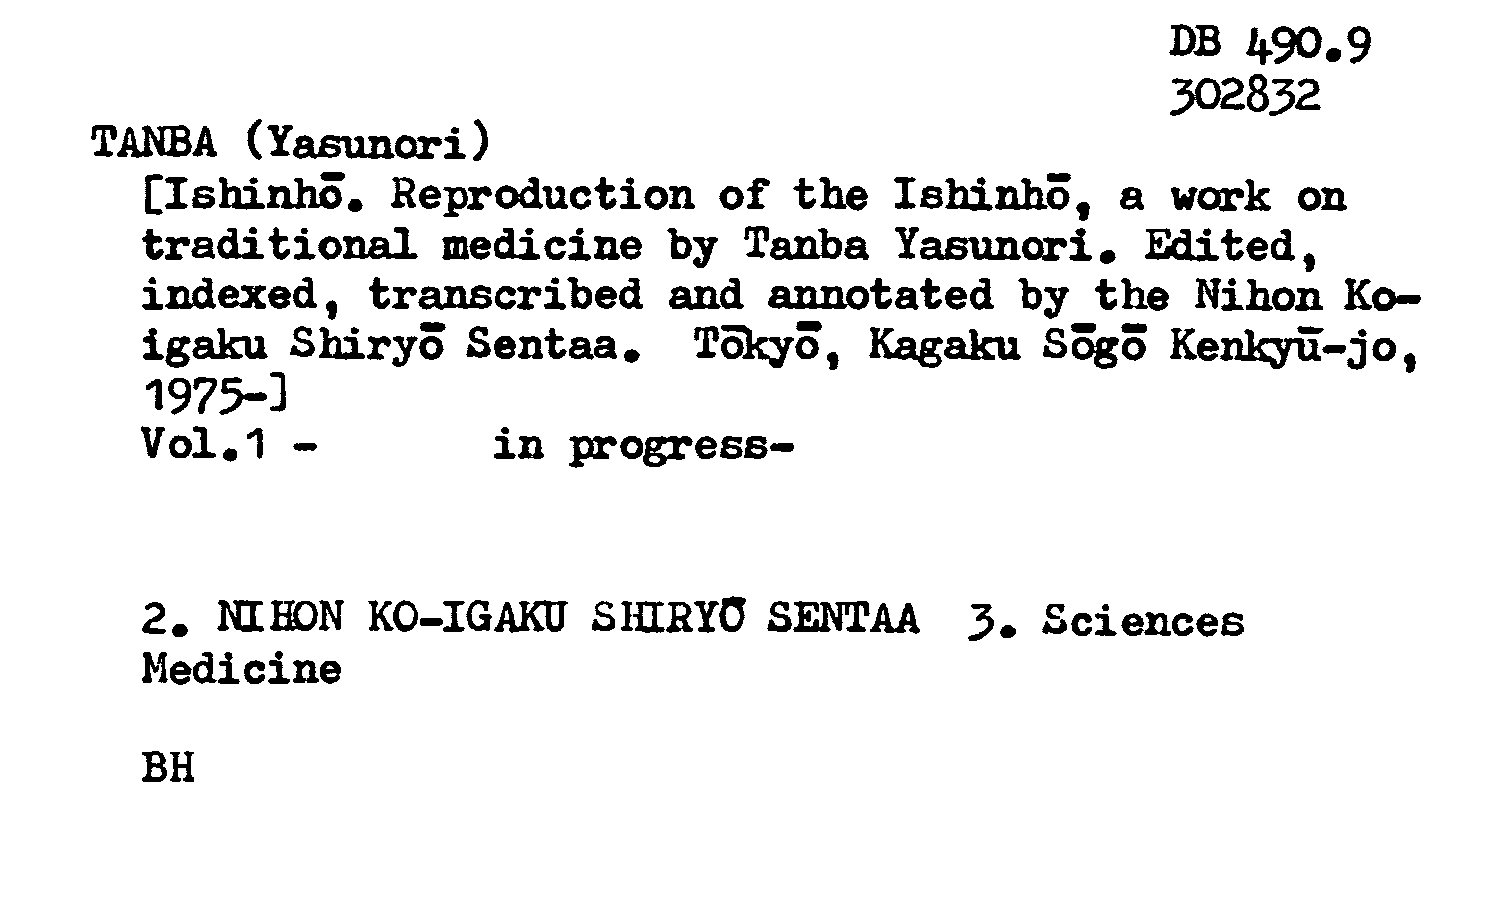 DB 490.9
302832
TANBA (Yasunori)
[Ishinhō. Reproduction of the Ishinhō, a work on
traditional medicine by Tanba Yasunori. Edited,
indexed, transcribed and annotated by the Nihon Ko-
igaku Shiryō Sentaa. Tōkyō, Kagaku Sōgō Kenkyū-jo,
1975-]
Vol.1 - in progress-
2. NIHON KO-IGAKU SHIRYŌ SENTAA 3. Sciences
Medicine
BH